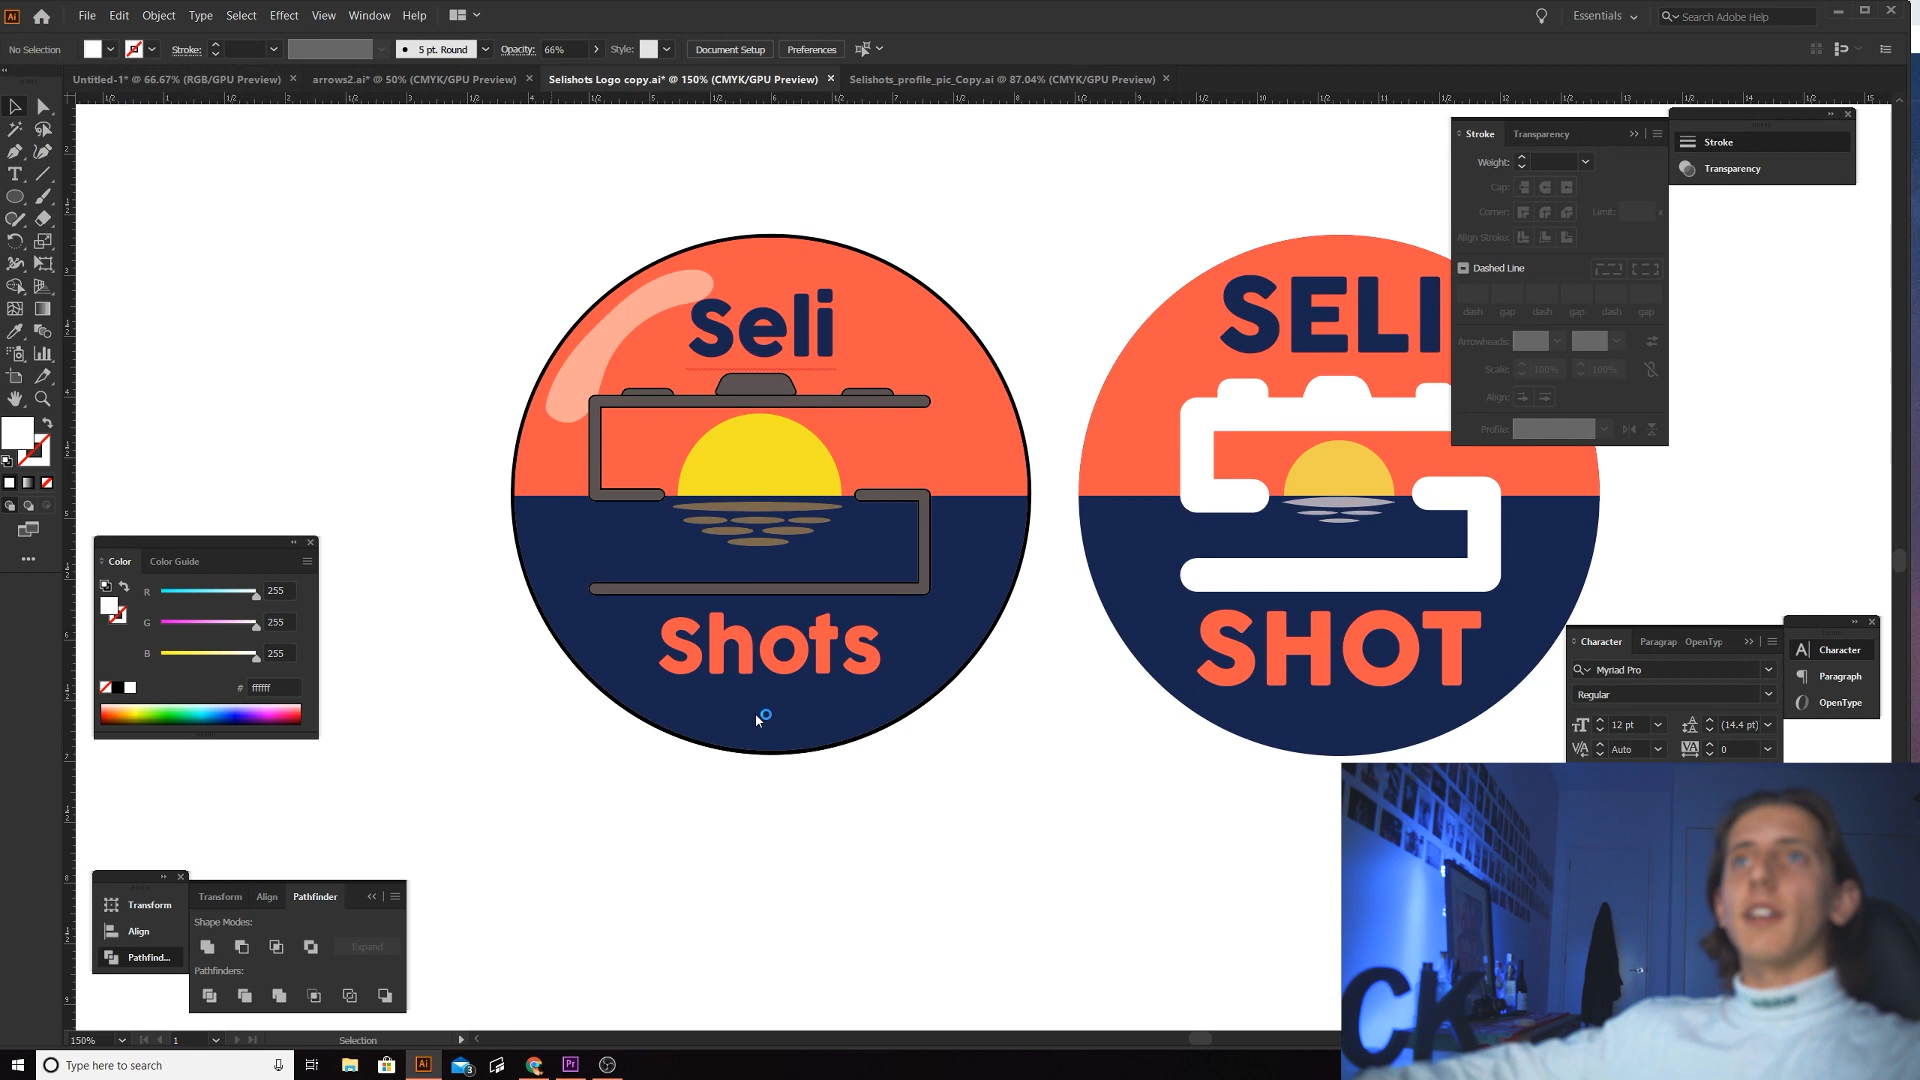 Ai File Edit Object Type Select Effect View Window Help Essentials Search Adobe Help
No Selection Stroke: 5 pt. Round Opacity: 66% Style: Document Setup Preferences
Untitled-1* @ 66.67% (RGB/GPU Preview) arrows2.ai* @ 50% (CMYK/GPU Preview) Selishots Logo copy.ai* @ 150% (CMYK/GPU Preview) Selishots_profile_pic_Copy.ai @ 87.04% (CMYK/GPU Preview)
Stroke Transparency
Weight:
Cap:
Corner: Limit: x
Align Stroke:
Dashed Line
dash gap dash gap dash gap
Arrowheads:
Scale: 100% 100%
Align:
Profile:
Stroke
Transparency
Seli
Shots
SELI
SHOT
Color Color Guide
R 255
G 255
B 255
# ffffff
Character Paragrap OpenTyp
Myriad Pro
Regular
12 pt (14.4 pt)
Auto 0
Character
Paragraph
OpenType
Transform
Align
Pathfind...
Transform Align Pathfinder
Shape Modes:
Expand
Pathfinders:
150% 1 Selection
Type here to search Ai 3 Pr
CK